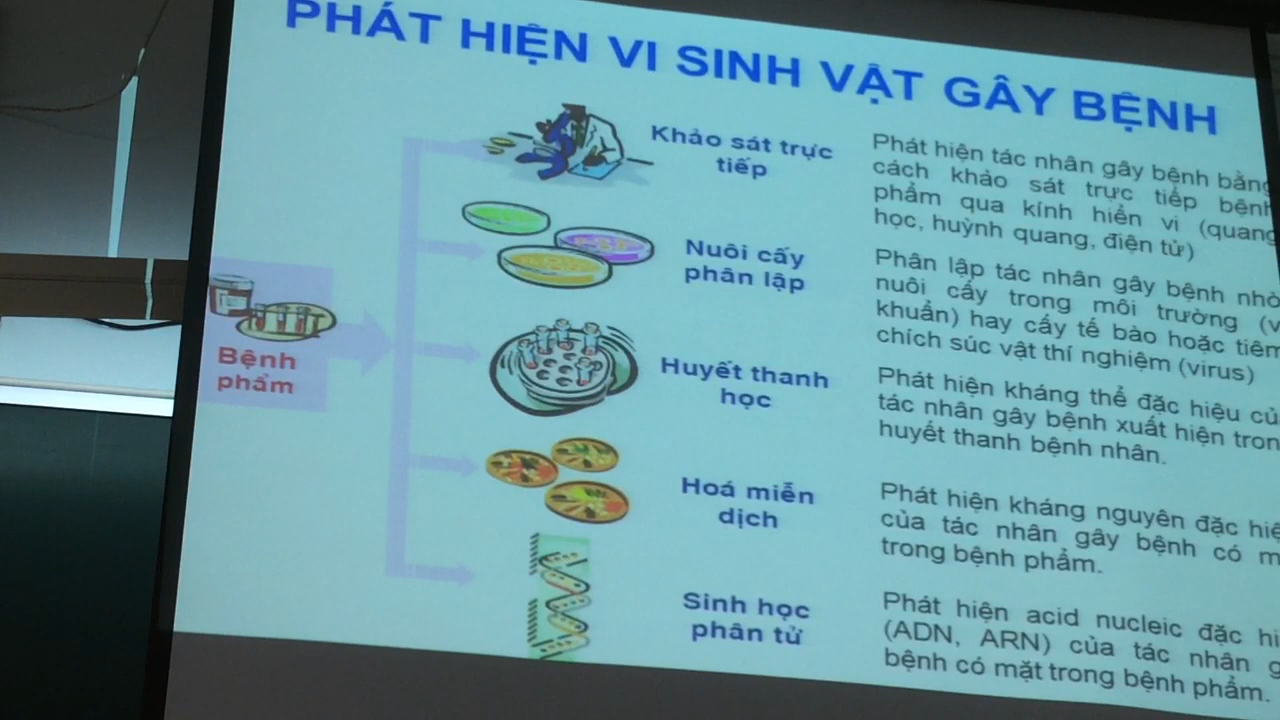 PHÁT HIỆN VI SINH VẬT GÂY BỆNH
Bệnh
phẩm
Khảo sát trực
tiếp
Phát hiện tác nhân gây bệnh bằng
cách khảo sát trực tiếp bệnh
phẩm qua kính hiển vi (quang
học, huỳnh quang, điện tử)
Nuôi cấy
phân lập
Phân lập tác nhân gây bệnh nhờ
nuôi cấy trong môi trường
khuẩn) hay cấy tế bào hoặc tiêm
chích súc vật thí nghiệm (virus)
Huyết thanh
học
Phát hiện kháng thể đặc hiệu
tác nhân gây bệnh xuất hiện
huyết thanh bệnh nhân.
Hoá miễn
dịch
Phát hiện kháng nguyên đặc
của tác nhân gây bệnh có
trong bệnh phẩm.
Sinh học
phân tử
Phát hiện acid nucleic đặc
(ADN, ARN) của tác nhân
bệnh có mặt trong bệnh phẩm.